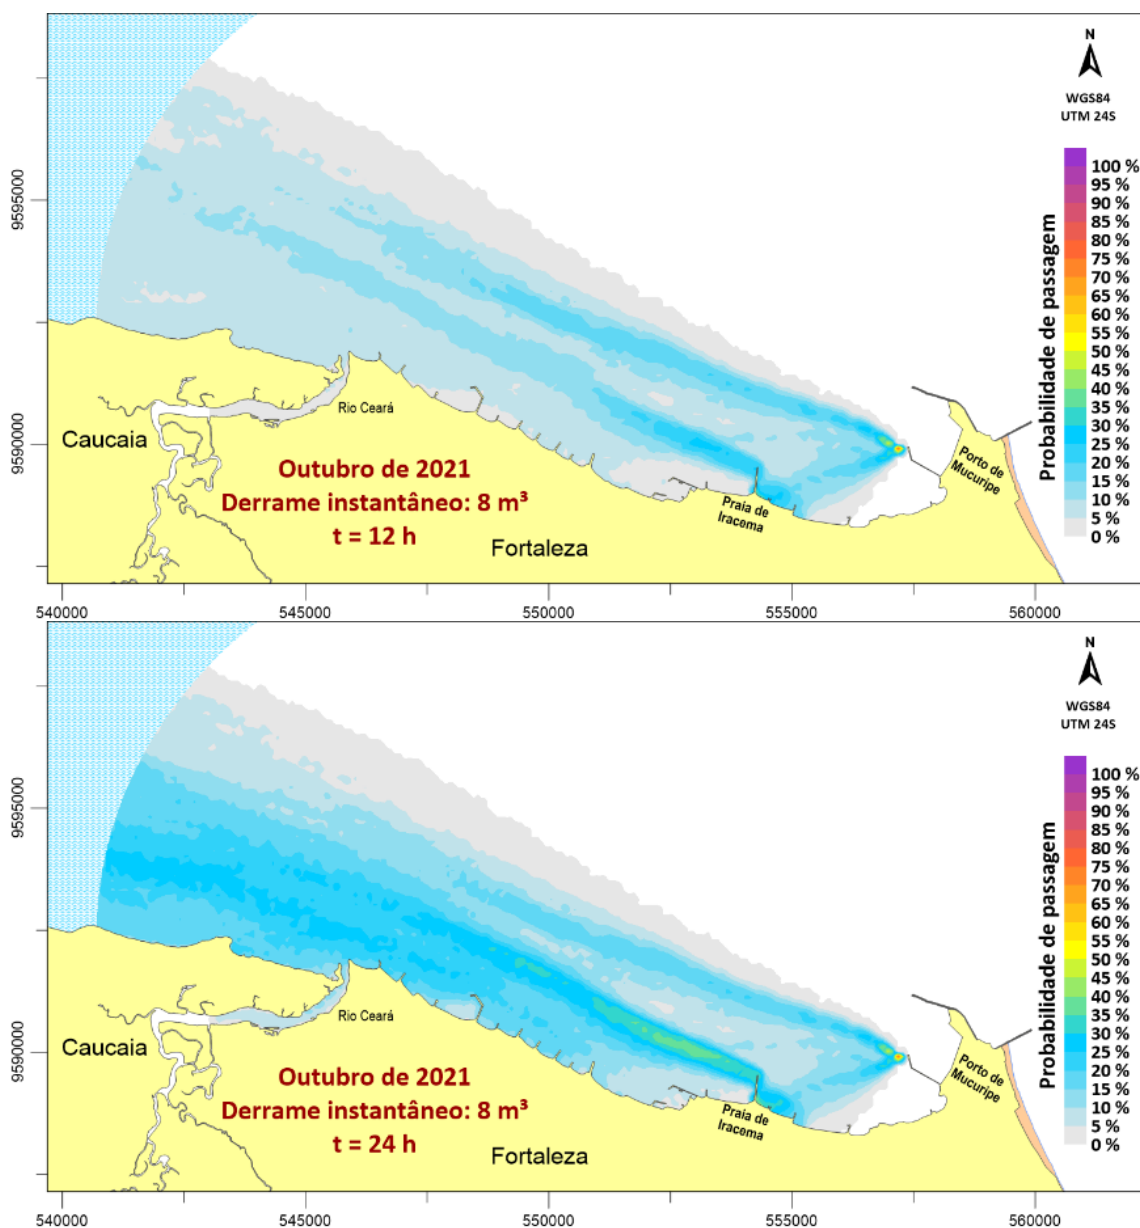 N
WGS84
UTM 24S
Probabilidade de passagem
100 %
95 %
90 %
85 %
80 %
75 %
70 %
65 %
60 %
55 %
50 %
45 %
40 %
35 %
30 %
25 %
20 %
15 %
10 %
5 %
0 %
9595000
9590000
Rio Ceará
Caucaia
Porto de
Mucuripe
Outubro de 2021
Derrame instantâneo: 8 m³
t = 12 h
Praia de
Iracema
Fortaleza
540000
545000
550000
555000
560000
N
WGS84
UTM 24S
Probabilidade de passagem
100 %
95 %
90 %
85 %
80 %
75 %
70 %
65 %
60 %
55 %
50 %
45 %
40 %
35 %
30 %
25 %
20 %
15 %
10 %
5 %
0 %
9595000
9590000
Rio Ceará
Caucaia
Porto de
Mucuripe
Outubro de 2021
Derrame instantâneo: 8 m³
t = 24 h
Praia de
Iracema
Fortaleza
540000
545000
550000
555000
560000